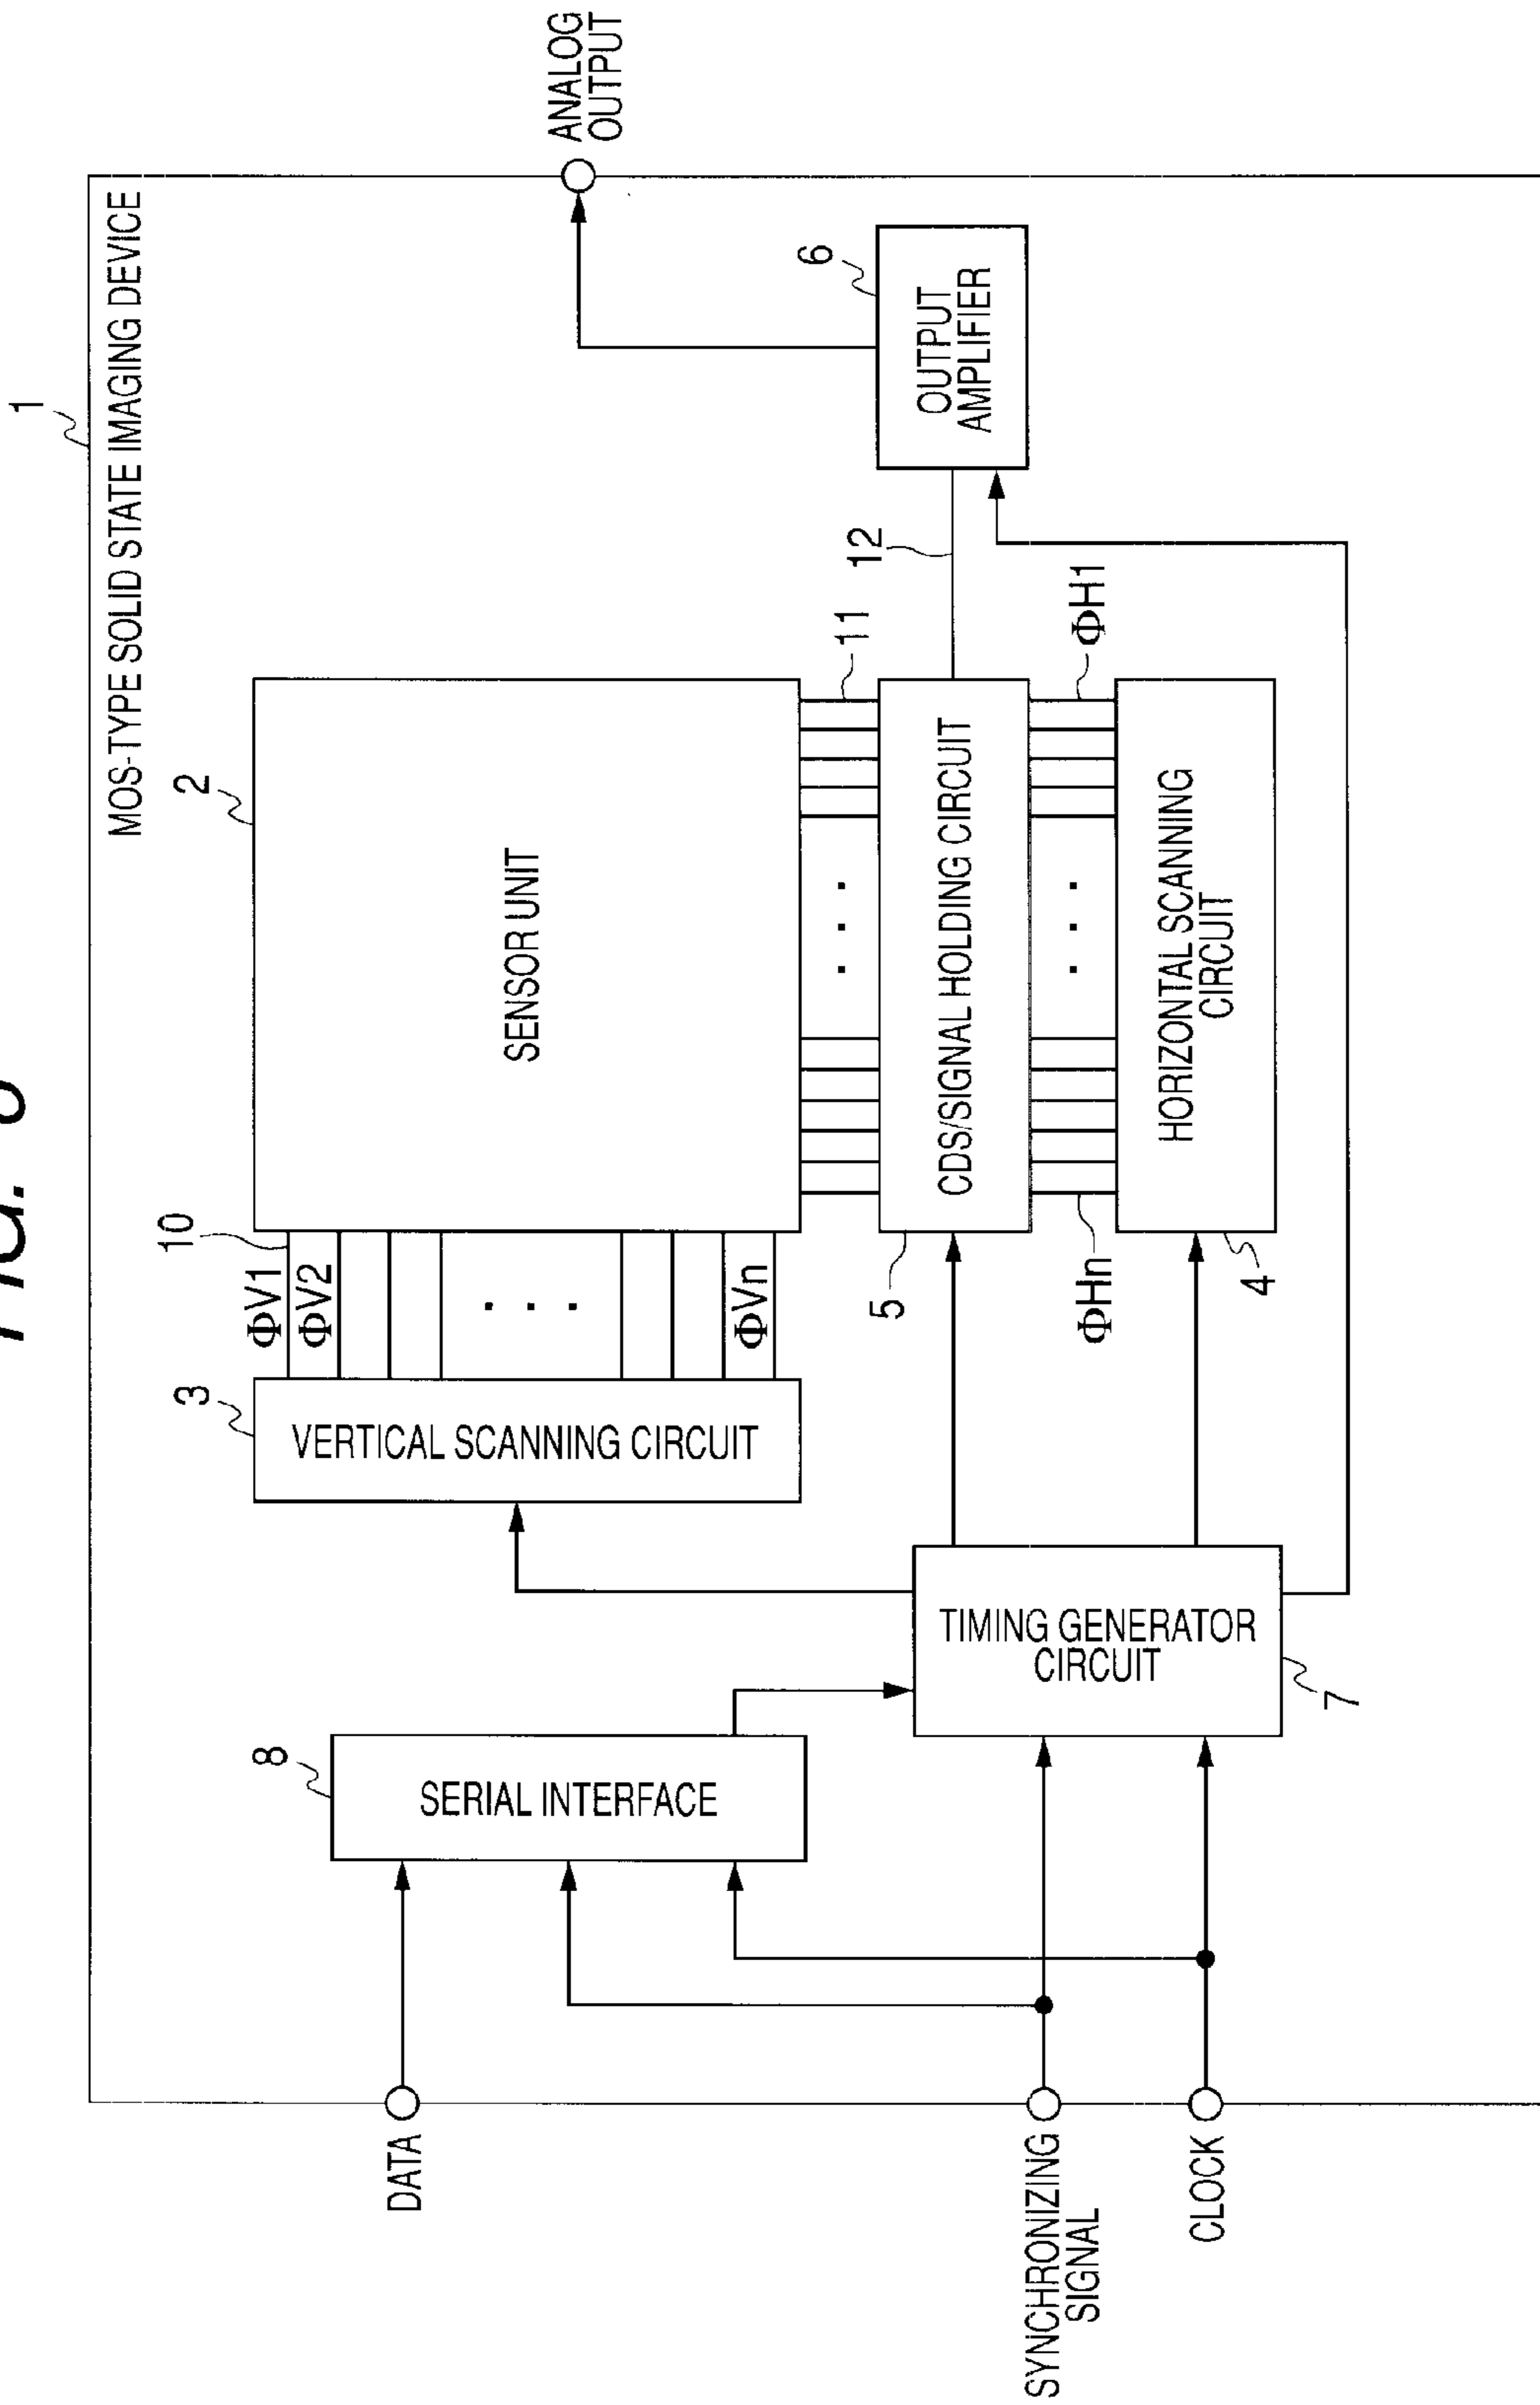 1
MOS-TYPE SOLID STATE IMAGING DEVICE
2
SENSOR UNIT
10
ΦV1
ΦV2
. . .
ΦVn
3
VERTICAL SCANNING CIRCUIT
8
SERIAL INTERFACE
DATA
SYNCHRONIZING
SIGNAL
CLOCK
TIMING GENERATOR
CIRCUIT
7
11
. . .
5
CDS/SIGNAL HOLDING CIRCUIT
12
ΦHn
. . .
ΦH1
4
HORIZONTAL SCANNING
CIRCUIT
6
OUTPUT
AMPLIFIER
ANALOG
OUTPUT